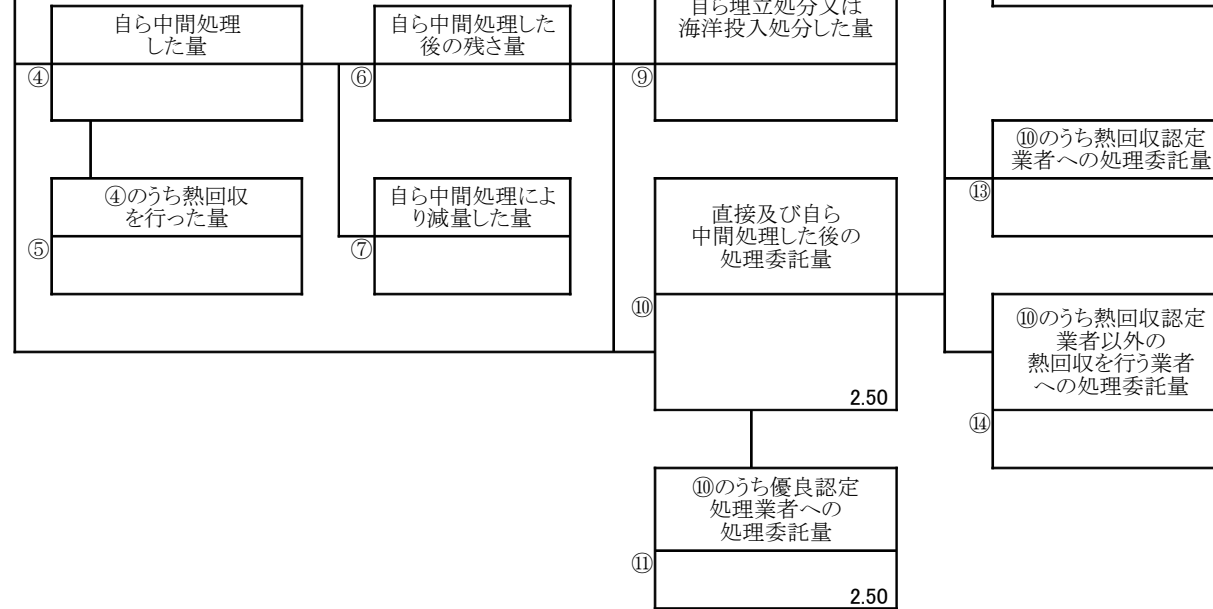 自ら中間処理
した量
④
自ら中間処理した
後の残さ量
⑥
自ら埋立処分又は
海洋投入処分した量
⑨
④のうち熱回収
を行った量
⑤
自ら中間処理によ
り減量した量
⑦
直接及び自ら
中間処理した後の
処理委託量
⑩
2.50
⑩のうち優良認定
処理業者への
処理委託量
⑪
2.50
⑩のうち熱回収認定
業者への処理委託量
⑬
⑩のうち熱回収認定
業者以外の
熱回収を行う業者
への処理委託量
⑭